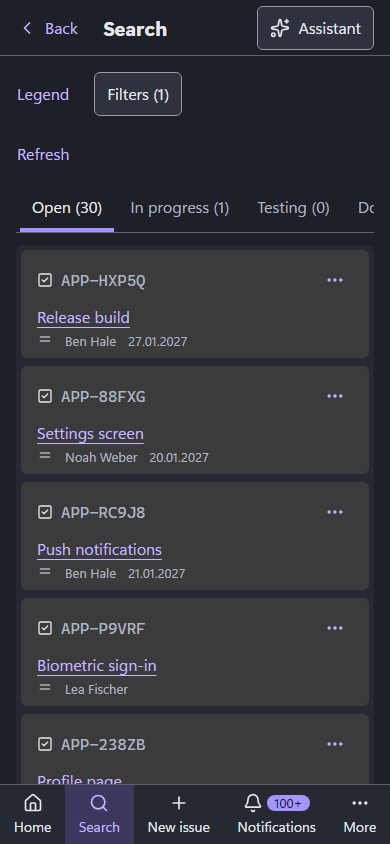 Back
Search
Assistant
Legend
Filters (1)
Refresh
Open (30)
In progress (1)
Testing (0)
Do
APP-HXP5Q
Release build
Ben Hale 27.01.2027
APP-88FXG
Settings screen
Noah Weber 20.01.2027
APP-RC9J8
Push notifications
Ben Hale 21.01.2027
APP-P9VRF
Biometric sign-in
Lea Fischer
APP-238ZB
Profile page
100+
Home
Search
New issue
Notifications
More